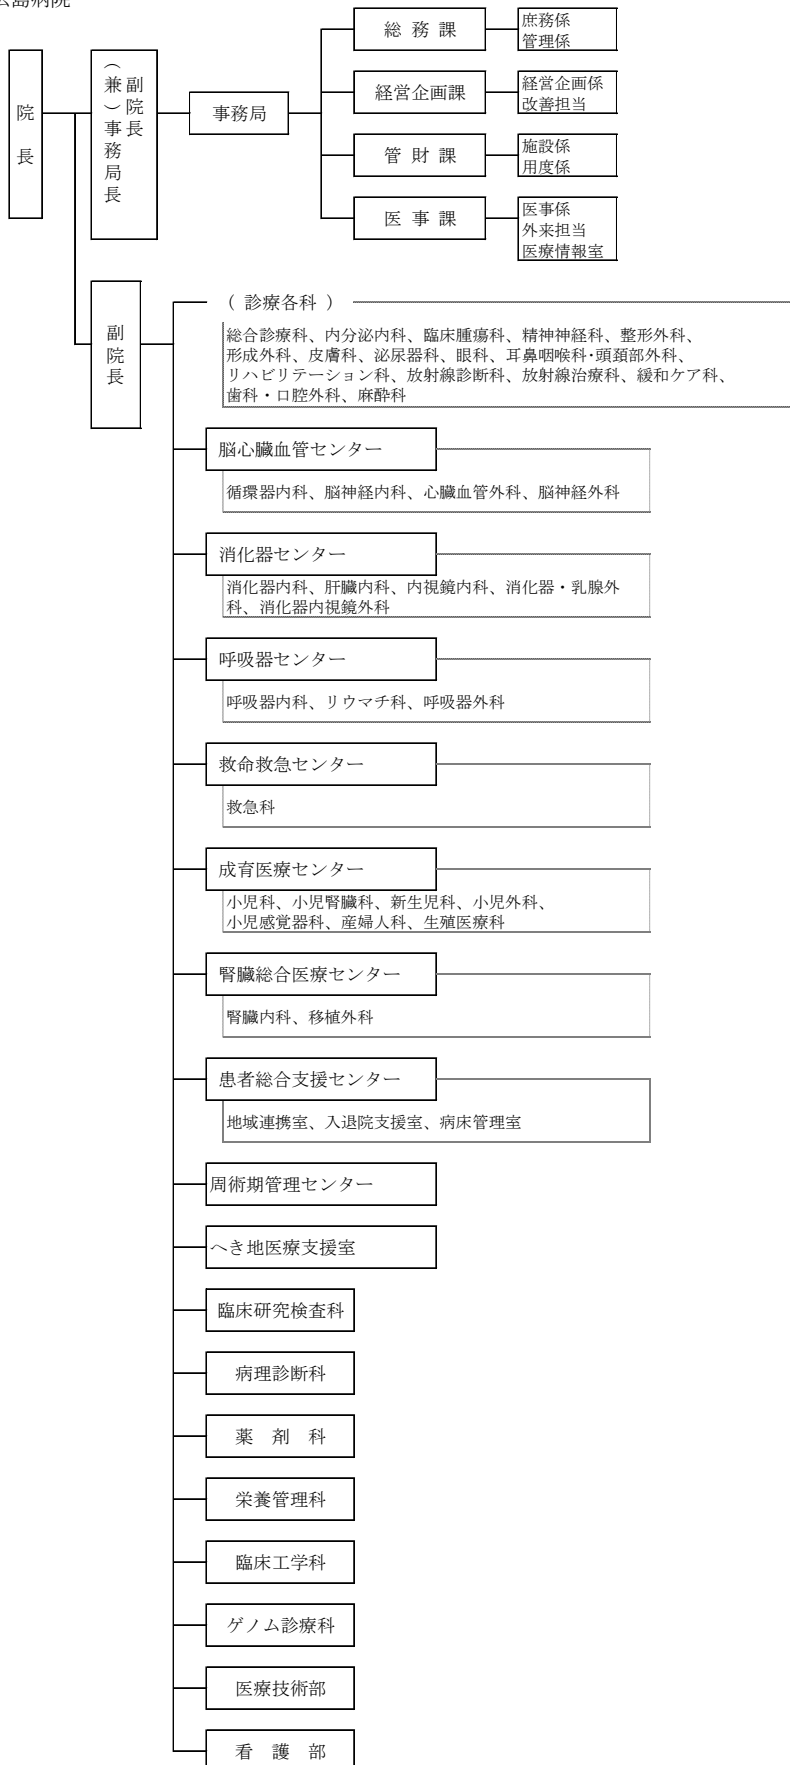 広島病院
院長
副院長
（兼）事務局長
事務局
総務課
庶務係
管理係
経営企画課
経営企画係
改善担当
管財課
施設係
用度係
医事課
医事係
外来担当
医療情報室
副院長
（診療各科）
総合診療科、内分泌内科、臨床腫瘍科、精神神経科、整形外科、
形成外科、皮膚科、泌尿器科、眼科、耳鼻咽喉科･頭頚部外科、
リハビリテーション科、放射線診断科、放射線治療科、緩和ケア科、
歯科・口腔外科、麻酔科
脳心臓血管センター
循環器内科、脳神経内科、心臓血管外科、脳神経外科
消化器センター
消化器内科、肝臓内科、内視鏡内科、消化器・乳腺外
科、消化器内視鏡外科
呼吸器センター
呼吸器内科、リウマチ科、呼吸器外科
救命救急センター
救急科
成育医療センター
小児科、小児腎臓科、新生児科、小児外科、
小児感覚器科、産婦人科、生殖医療科
腎臓総合医療センター
腎臓内科、移植外科
患者総合支援センター
地域連携室、入退院支援室、病床管理室
周術期管理センター
へき地医療支援室
臨床研究検査科
病理診断科
薬剤科
栄養管理科
臨床工学科
ゲノム診療科
医療技術部
看護部